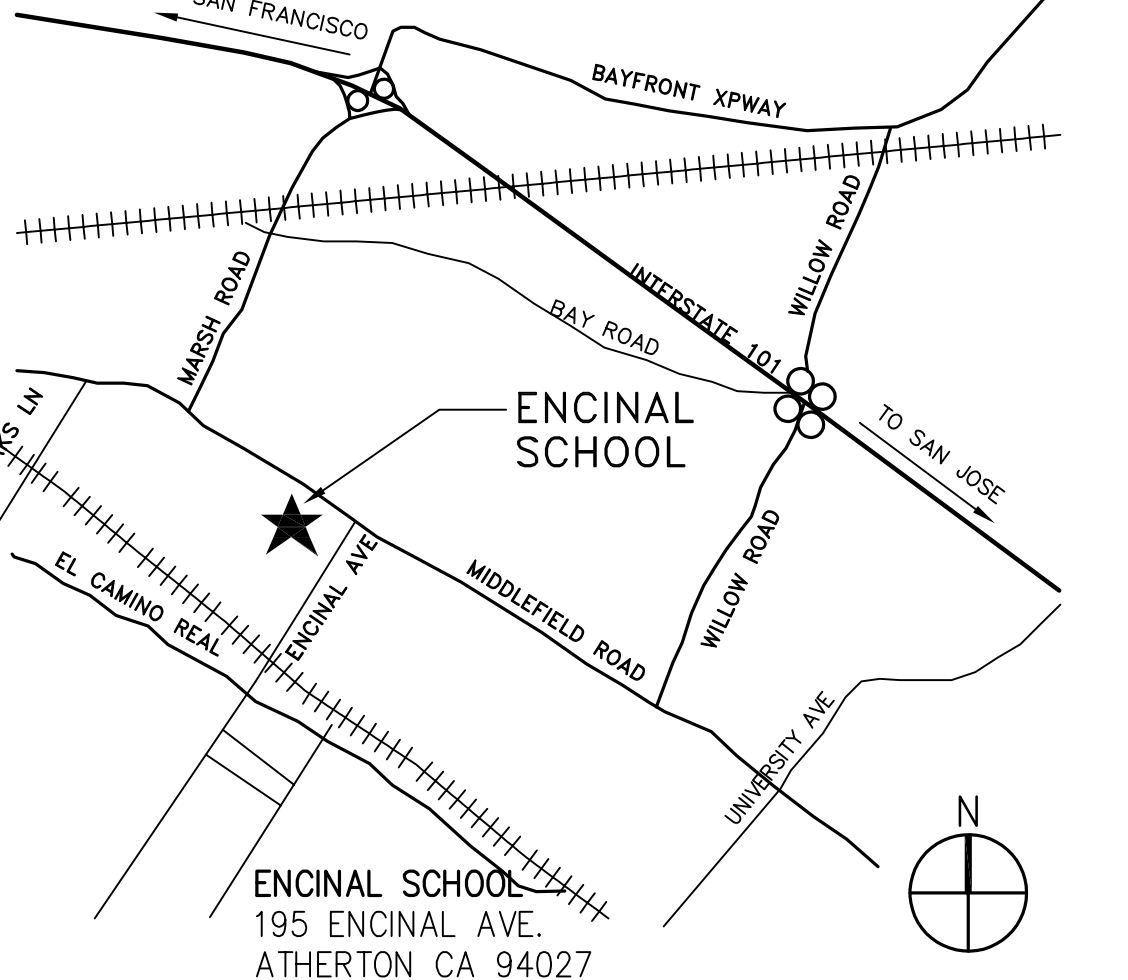 SAN FRANCISCO
BAYFRONT XPWAY
WILLOW ROAD
MARSH ROAD
INTERSTATE 101
BAY ROAD
LN
ENCINAL
SCHOOL
TO SAN JOSE
EL CAMINO REAL
ENCINAL AVE
MIDDLEFIELD ROAD
WILLOW ROAD
UNIVERSITY AVE
N
ENCINAL SCHOOL
195 ENCINAL AVE.
ATHERTON CA 94027